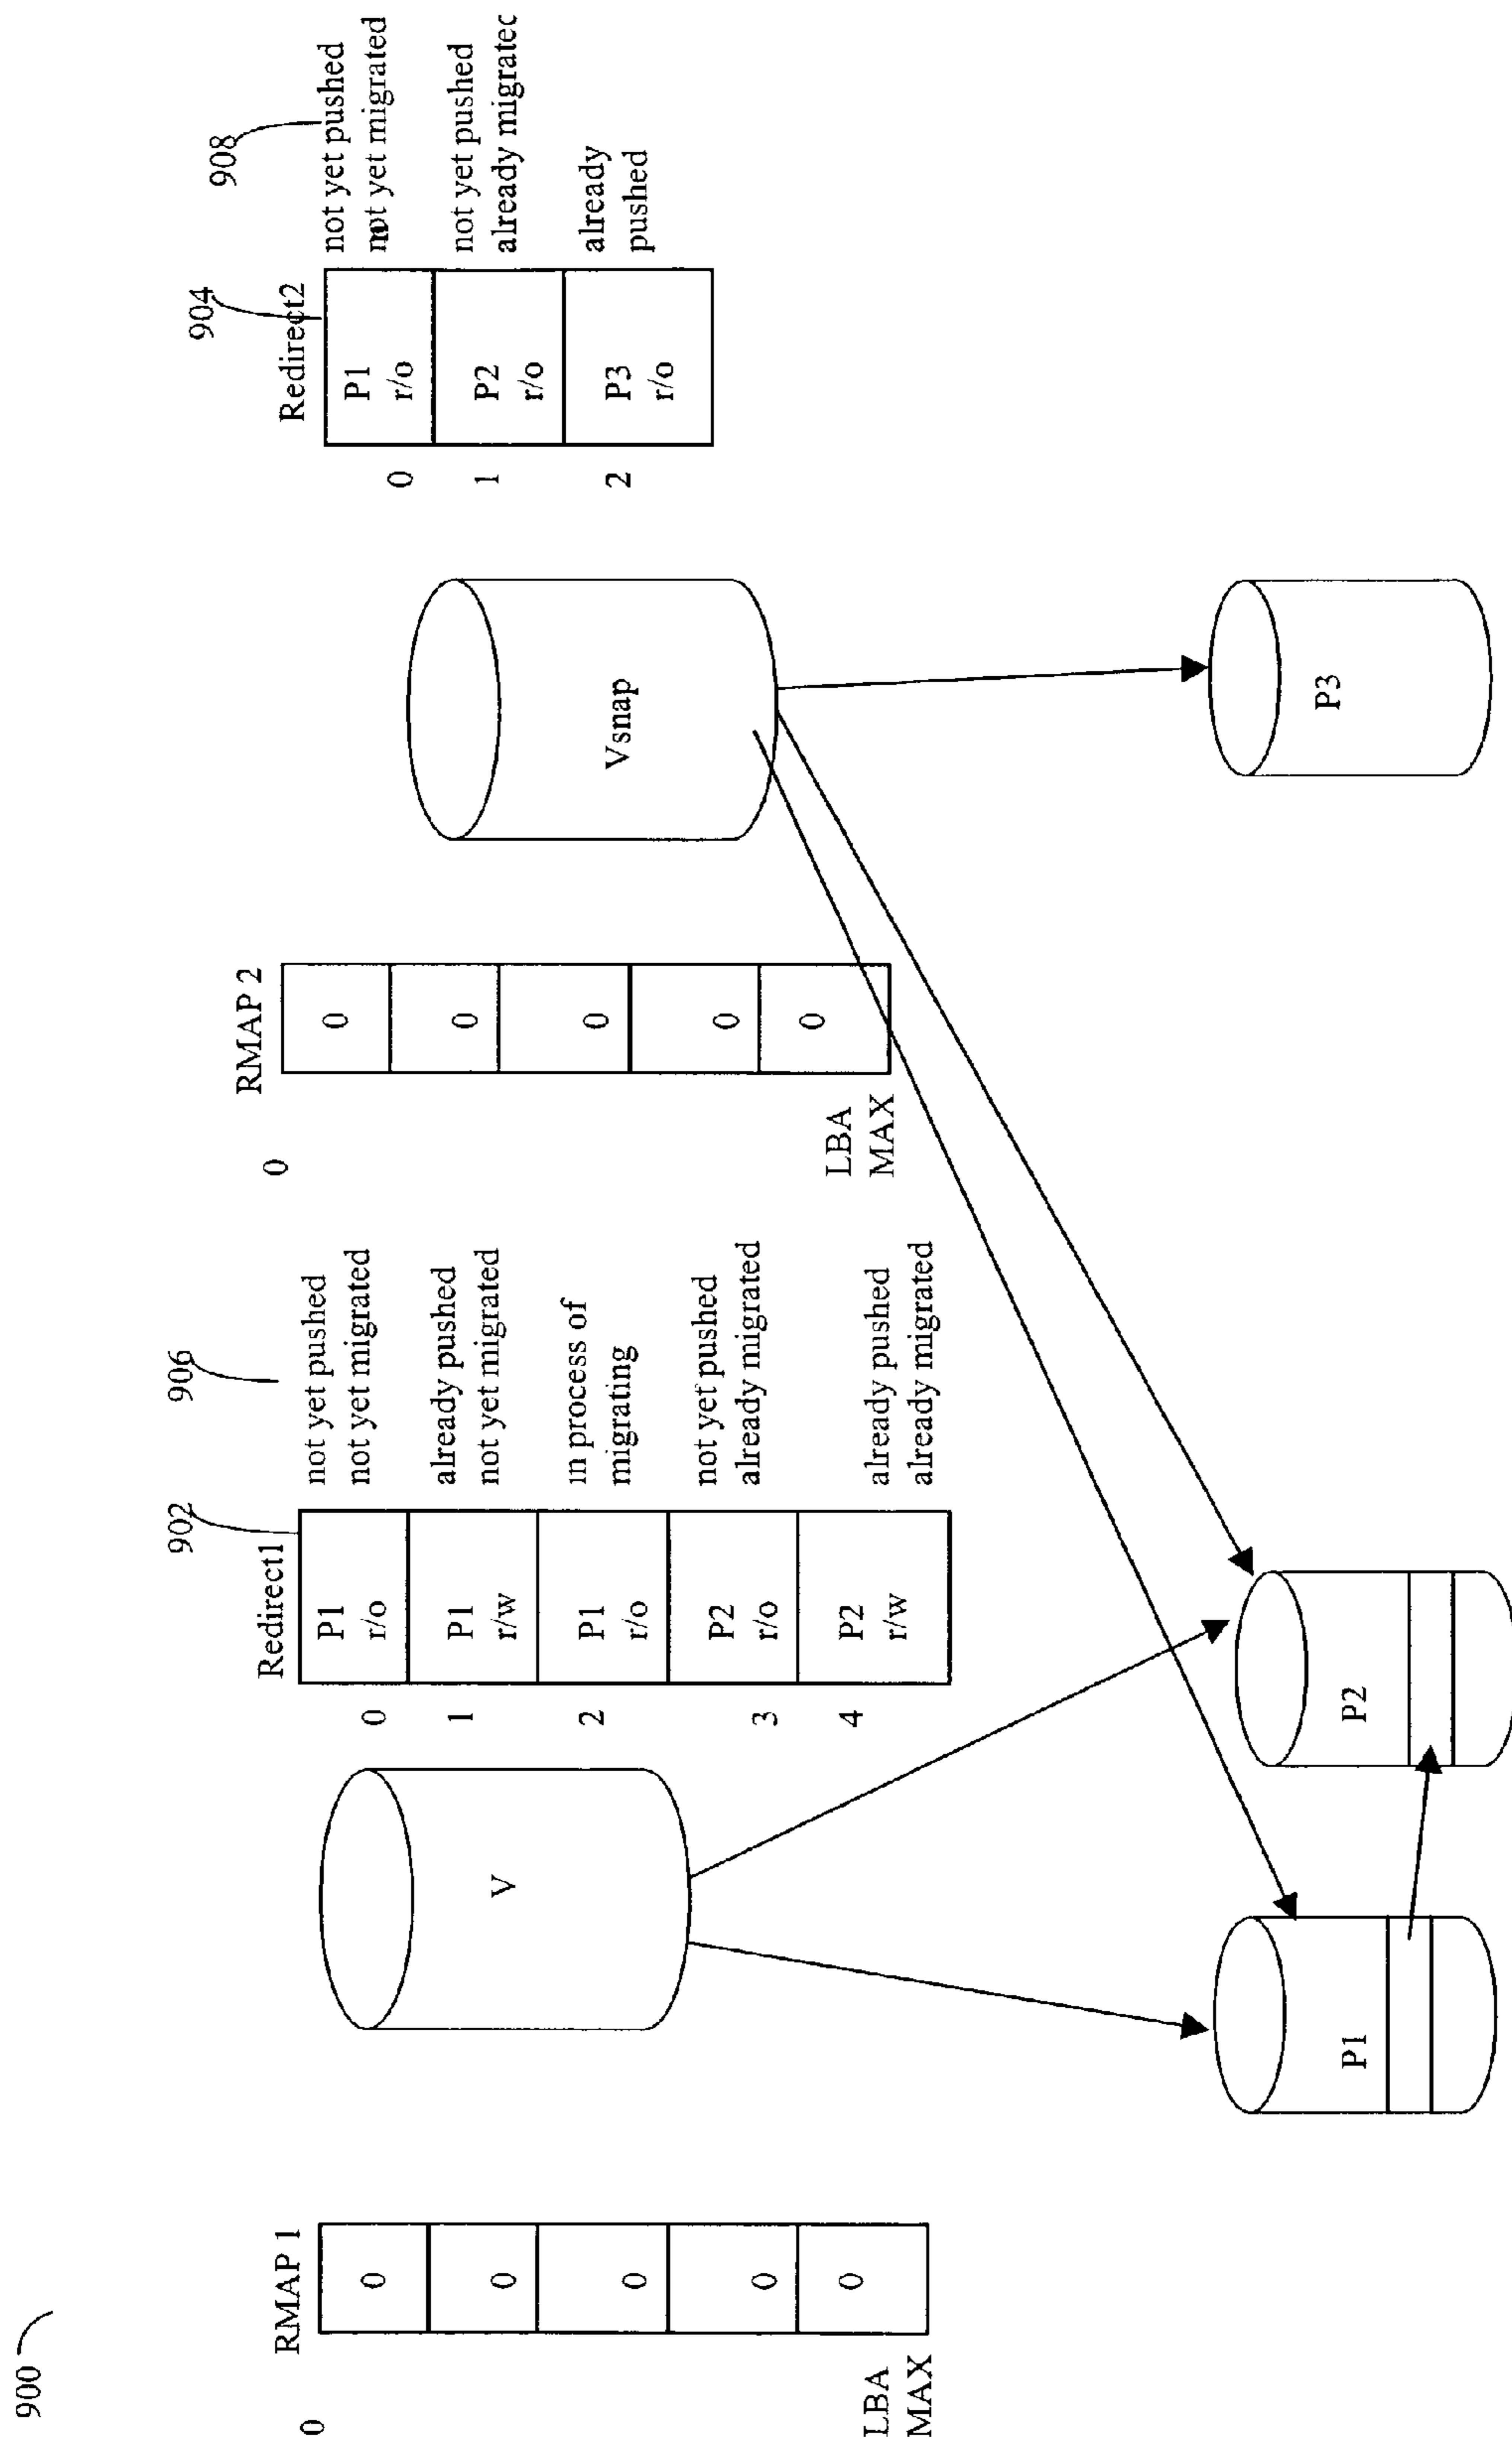 900
RMAP 1
0
0
0
0
0
0
LBA
MAX
V
902
Redirect1
0
P1
r/o
1
P1
r/w
2
P1
r/o
3
P2
r/o
4
P2
r/w
906
not yet pushed
not yet migrated
already pushed
not yet migrated
in process of
migrating
not yet pushed
already migrated
already pushed
already migrated
RMAP 2
0
0
0
0
0
0
LBA
MAX
Vsnap
904
Redirect2
0
P1
r/o
1
P2
r/o
2
P3
r/o
908
not yet pushed
not yet migrated
not yet pushed
already migratec
already
pushed
P1
P2
P3